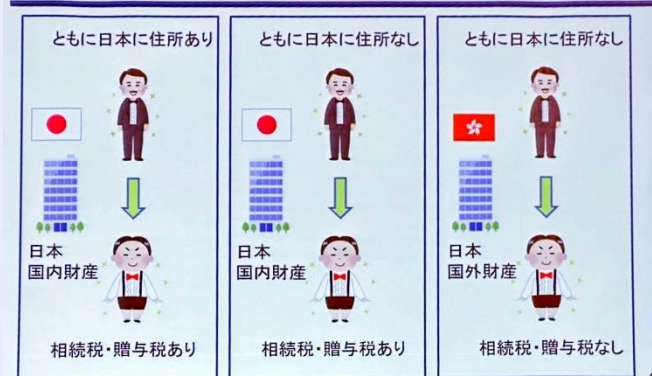 ともに日本に住所あり
日本
国内財産
相続税・贈与税あり
ともに日本に住所なし
日本
国内財産
相続税・贈与税あり
ともに日本に住所なし
日本
国外財産
相続税・贈与税なし